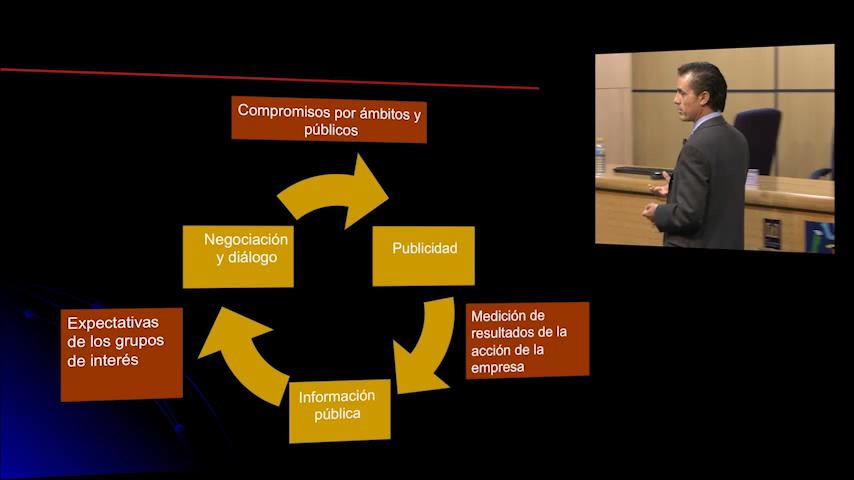 Compromisos por ámbitos y
públicos
Negociación
y diálogo
Publicidad
Expectativas
de los grupos
de interés
Medición de
resultados de la
acción de la
empresa
Información
pública